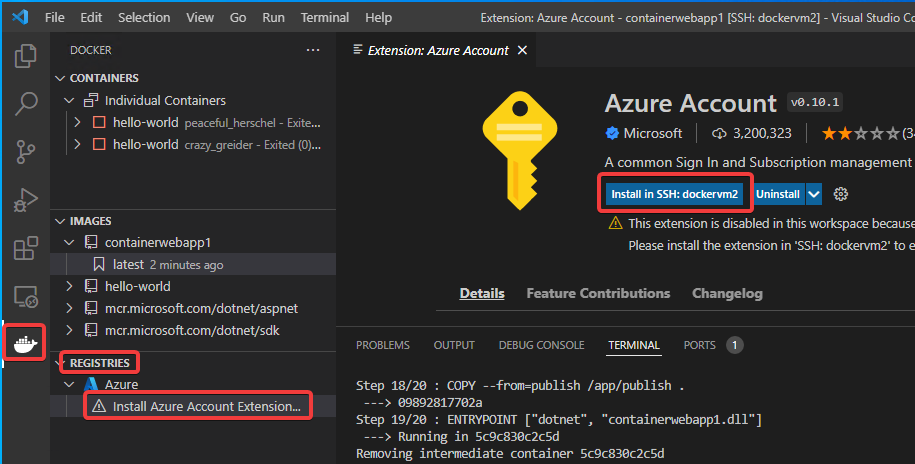 File Edit Selection View Go Run Terminal Help Extension: Azure Account - containerwebapp1 [SSH: dockervm2] - Visual Studio Co
DOCKER ...
CONTAINERS
Individual Containers
hello-world peaceful_herschel - Exite...
hello-world crazy_greider - Exited (0)...
IMAGES
containerwebapp1
latest 2 minutes ago
hello-world
mcr.microsoft.com/dotnet/aspnet
mcr.microsoft.com/dotnet/sdk
REGISTRIES
Azure
Install Azure Account Extension...
Extension: Azure Account
Azure Account v0.10.1
Microsoft 3,200,323 (34
A common Sign In and Subscription management
Install in SSH: dockervm2 Uninstall
This extension is disabled in this workspace because
Please install the extension in 'SSH: dockervm2' to e
Details Feature Contributions Changelog
PROBLEMS OUTPUT DEBUG CONSOLE TERMINAL PORTS 1
Step 18/20 : COPY --from=publish /app/publish .
---> 09892817702a
Step 19/20 : ENTRYPOINT ["dotnet", "containerwebapp1.dll"]
---> Running in 5c9c830c2c5d
Removing intermediate container 5c9c830c2c5d